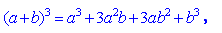 (a+b)³ = a³+3a²b+3ab²+b³,